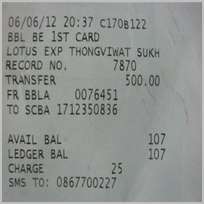 06/06/12 20:37 C170B122
BBL BE 1ST CARD
LOTUS EXP THONGVIWAT SUKH
RECORD NO. 7870
TRANSFER 500.00
FR BBLA 0076451
TO SCBA 1712350836
AVAIL BAL 107
LEDGER BAL 107
CHARGE 25
SMS TO: 0867700227